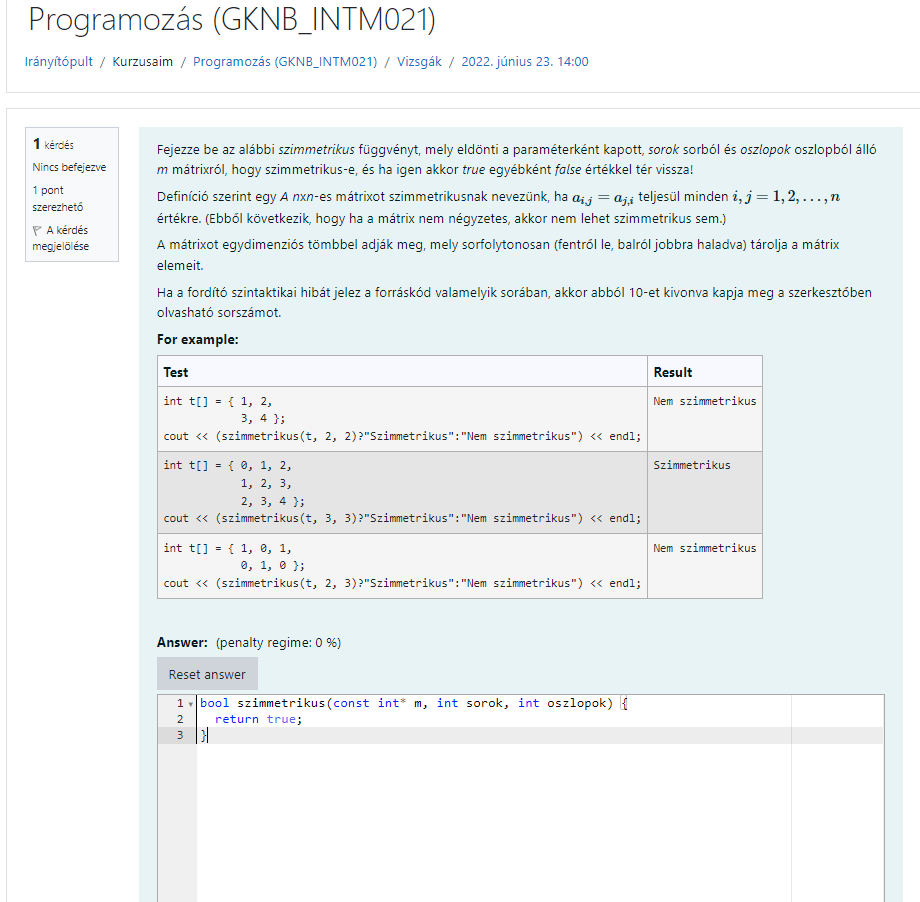 Programozás (GKNB_INTM021)
Irányítópult / Kurzusaim / Programozás (GKNB_INTM021) / Vizsgák / 2022. június 23. 14:00
1 kérdés
Nincs befejezve
1 pont
szerezhető
A kérdés
megjelölése
Fejezze be az alábbi szimmetrikus függvényt, mely eldönti a paraméterként kapott, sorok sorból és oszlopok oszlopból álló
m mátrixról, hogy szimmetrikus-e, és ha igen akkor true egyébként false értékkel tér vissza!
Definíció szerint egy A nxn-es mátrixot szimmetrikusnak nevezünk, ha a_{i,j} = a_{j,i} teljesül minden i, j = 1, 2, . . . , n
értékre. (Ebből következik, hogy ha a mátrix nem négyzetes, akkor nem lehet szimmetrikus sem.)
A mátrixot egydimenziós tömbbel adják meg, mely sorfolytonosan (fentről le, balról jobbra haladva) tárolja a mátrix
elemeit.
Ha a fordító szintaktikai hibát jelez a forráskód valamelyik sorában, akkor abból 10-et kivonva kapja meg a szerkesztőben
olvasható sorszámot.
For example:
Test Result
int t[] = { 1, 2, Nem szimmetrikus
3, 4 };
cout << (szimmetrikus(t, 2, 2)?"Szimmetrikus":"Nem szimmetrikus") << endl;
int t[] = { 0, 1, 2, Szimmetrikus
1, 2, 3,
2, 3, 4 };
cout << (szimmetrikus(t, 3, 3)?"Szimmetrikus":"Nem szimmetrikus") << endl;
int t[] = { 1, 0, 1, Nem szimmetrikus
0, 1, 0 };
cout << (szimmetrikus(t, 2, 3)?"Szimmetrikus":"Nem szimmetrikus") << endl;
Answer: (penalty regime: 0 %)
Reset answer
1 bool szimmetrikus(const int* m, int sorok, int oszlopok) {
2 return true;
3 }